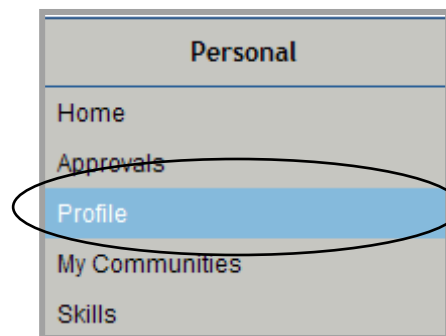 Personal
Home
Approvals
Profile
My Communities
Skills